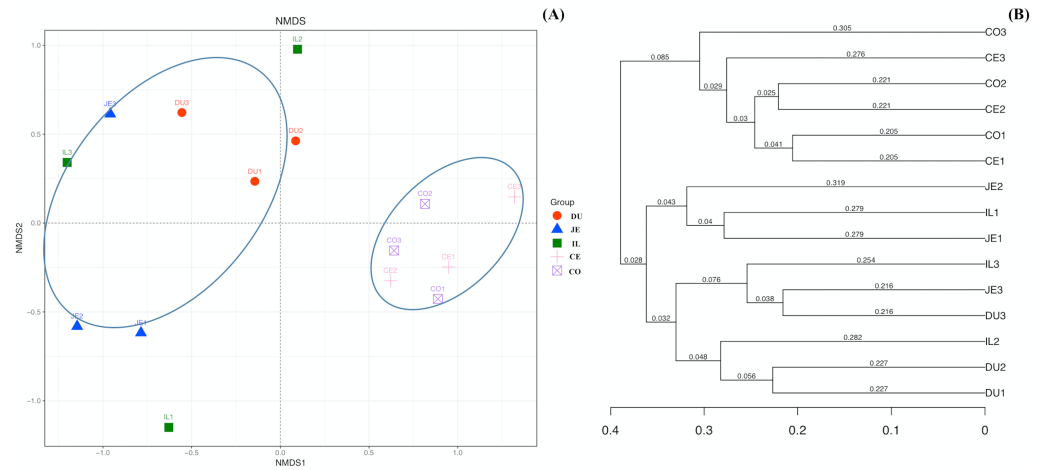 NMDS
(A)
(B)
1.0
0.5
0.0
−0.5
−1.0
NMDS2
IL2
JE3
DU3
DU2
IL3
DU1
CE3
CO2
CO3
CE1
CE2
CO1
JE2
JE1
IL1
−1.0
−0.5
0.0
0.5
1.0
NMDS1
Group
DU
JE
IL
CE
CO
0.305
CO3
0.085
0.276
CE3
0.029
0.221
CO2
0.025
0.221
CE2
0.03
0.205
CO1
0.041
0.205
CE1
0.319
JE2
0.043
0.279
IL1
0.04
0.279
JE1
0.028
0.254
IL3
0.076
0.216
JE3
0.038
0.216
DU3
0.032
0.282
IL2
0.048
0.227
DU2
0.056
0.227
DU1
0.4
0.3
0.2
0.1
0